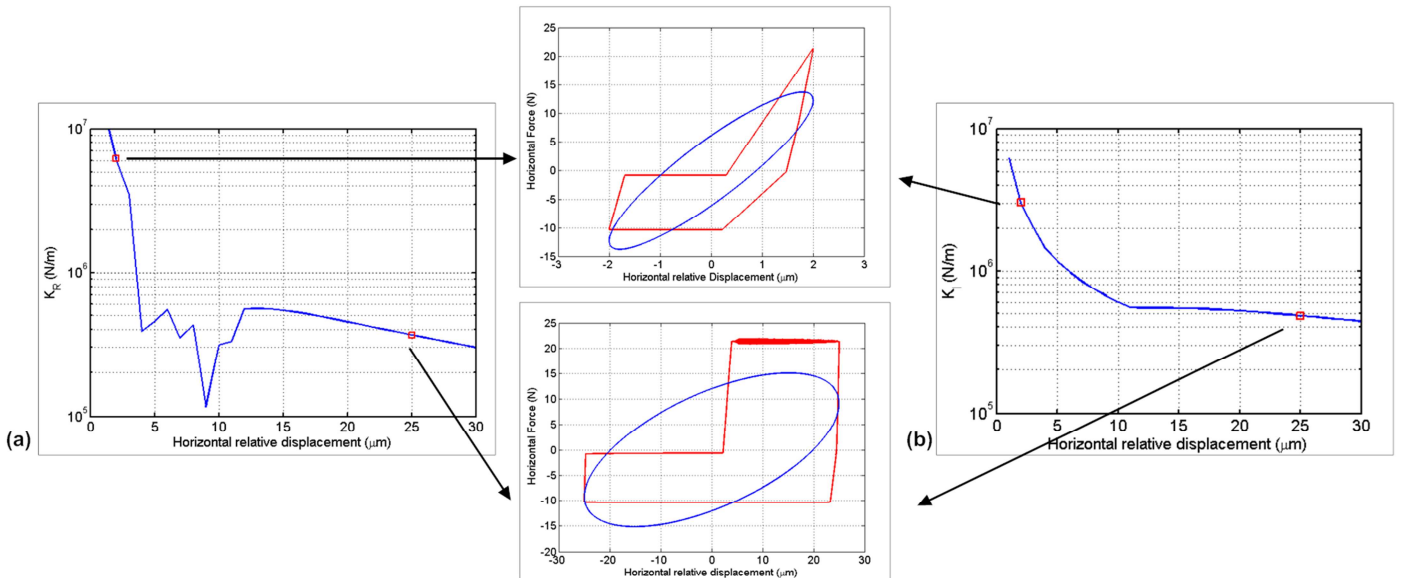 25
20
15
10
5
0
-5
-10
-15
-3 -2 -1 0 1 2 3
Horizontal Force (N)
Horizontal relative Displacement (μm)
10^7
10^6
10^5
0 5 10 15 20 25 30
K_R (N/m)
Horizontal relative displacement (μm)
(a)
25
20
15
10
5
0
-5
-10
-15
-20
-30 -20 -10 0 10 20 30
Horizontal Force (N)
Horizontal relative displacement (μm)
10^7
10^6
10^5
0 5 10 15 20 25 30
(N/m)
Horizontal relative displacement (μm)
(b)